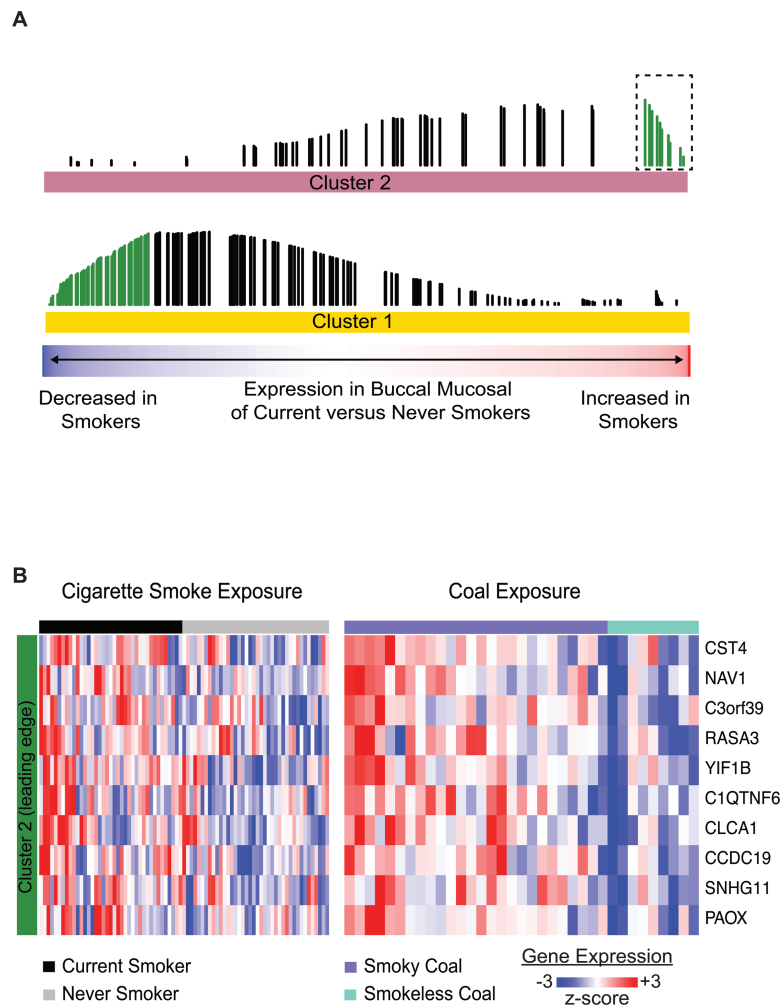 A
Cluster 2
Cluster 1
Decreased in
Smokers
Expression in Buccal Mucosal
of Current versus Never Smokers
Increased in
Smokers
B
Cigarette Smoke Exposure
Coal Exposure
Cluster 2 (leading edge)
CST4
NAV1
C3orf39
RASA3
YIF1B
C1QTNF6
CLCA1
CCDC19
SNHG11
PAOX
Current Smoker
Never Smoker
Smoky Coal
Smokeless Coal
Gene Expression
-3 +3
z-score